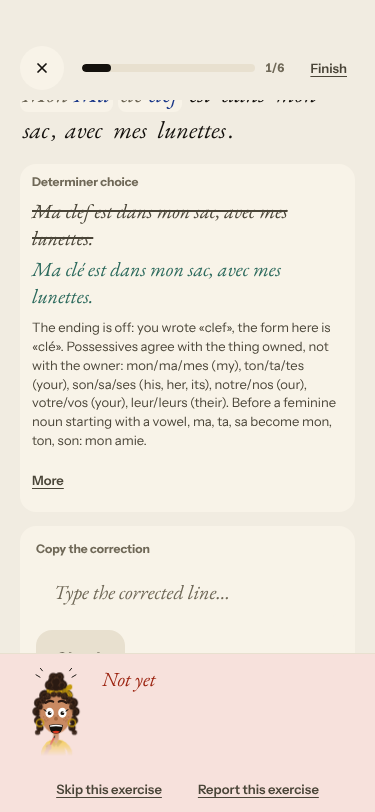 1/6 Finish
est dans mon
sac, avec mes lunettes.
Determiner choice
Ma clef est dans mon sac, avec mes
lunettes.
Ma clé est dans mon sac, avec mes
lunettes.
The ending is off: you wrote «clef», the form here is
«clé». Possessives agree with the thing owned, not
with the owner: mon/ma/mes (my), ton/ta/tes
(your), son/sa/ses (his, her, its), notre/nos (our),
votre/vos (your), leur/leurs (their). Before a feminine
noun starting with a vowel, ma, ta, sa become mon,
ton, son: mon amie.
More
Copy the correction
Type the corrected line...
Not yet
Skip this exercise Report this exercise